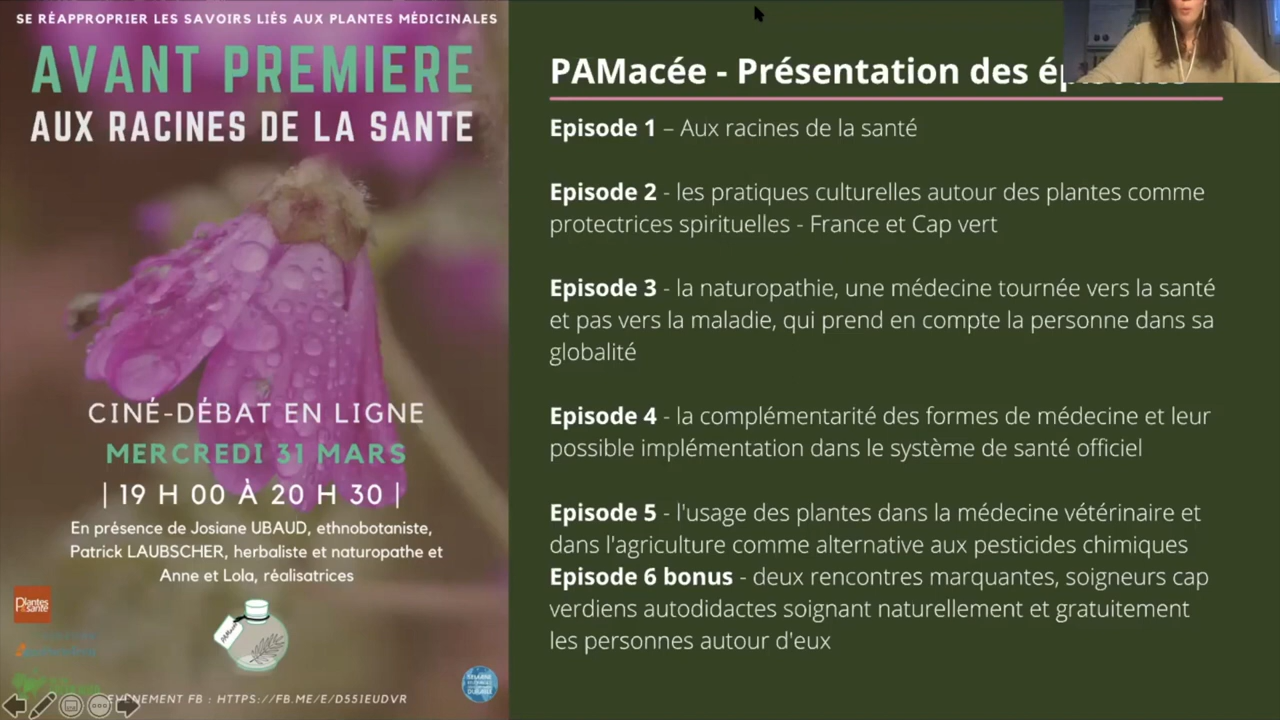 SE RÉAPPROPRIER LES SAVOIRS LIÉS AUX PLANTES MÉDICINALES
AVANT PREMIERE
AUX RACINES DE LA SANTE
CINÉ-DÉBAT EN LIGNE
MERCREDI 31 MARS
| 19 H 00 À 20 H 30 |
En présence de Josiane UBAUD, ethnobotaniste,
Patrick LAUBSCHER, herbaliste et naturopathe et
Anne et Lola, réalisatrices
Plantes
& santé
EVÈNEMENT FB : HTTPS://FB.ME/E/D55IEUDVR
PAMacée - Présentation des
Episode 1 – Aux racines de la santé
Episode 2 - les pratiques culturelles autour des plantes comme
protectrices spirituelles - France et Cap vert
Episode 3 - la naturopathie, une médecine tournée vers la santé
et pas vers la maladie, qui prend en compte la personne dans sa
globalité
Episode 4 - la complémentarité des formes de médecine et leur
possible implémentation dans le système de santé officiel
Episode 5 - l'usage des plantes dans la médecine vétérinaire et
dans l'agriculture comme alternative aux pesticides chimiques
Episode 6 bonus - deux rencontres marquantes, soigneurs cap
verdiens autodidactes soignant naturellement et gratuitement
les personnes autour d'eux